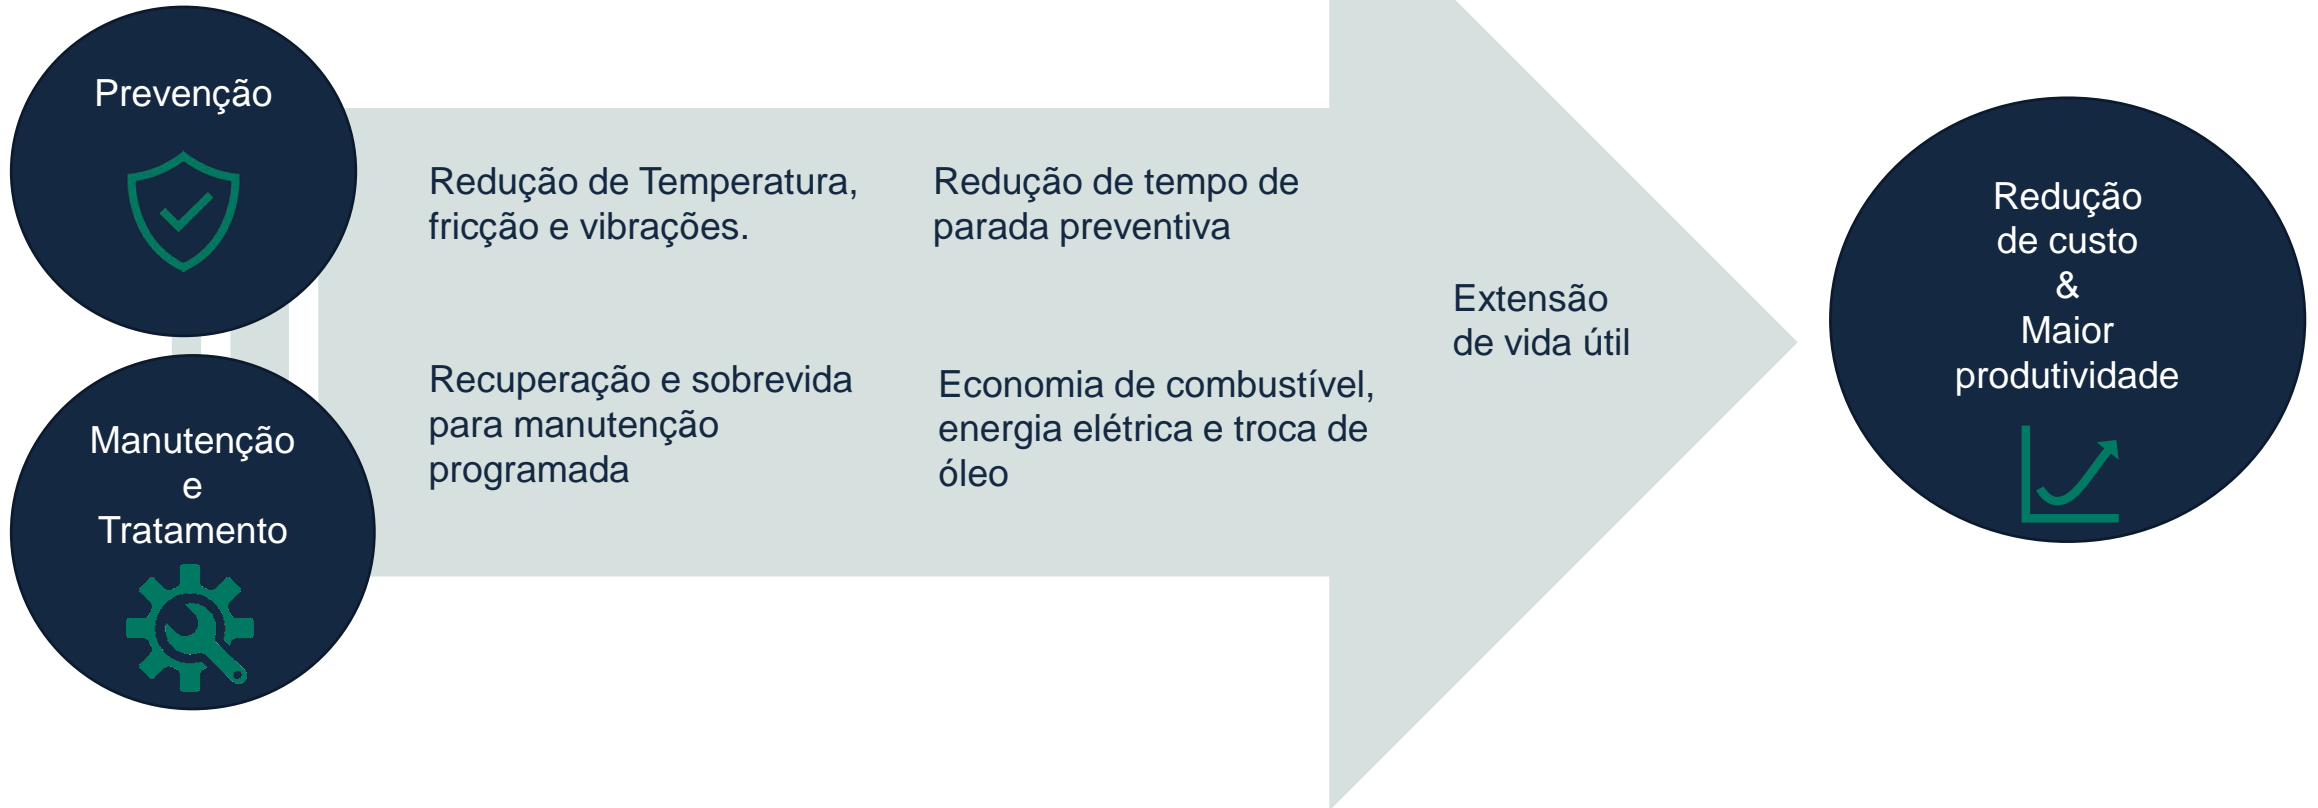 Prevenção
Manutenção
e
Tratamento
Redução de Temperatura,
fricção e vibrações.
Redução de tempo de
parada preventiva
Recuperação e sobrevida
para manutenção
programada
Economia de combustível,
energia elétrica e troca de
óleo
Extensão
de vida útil
Redução
de custo
&
Maior
produtividade